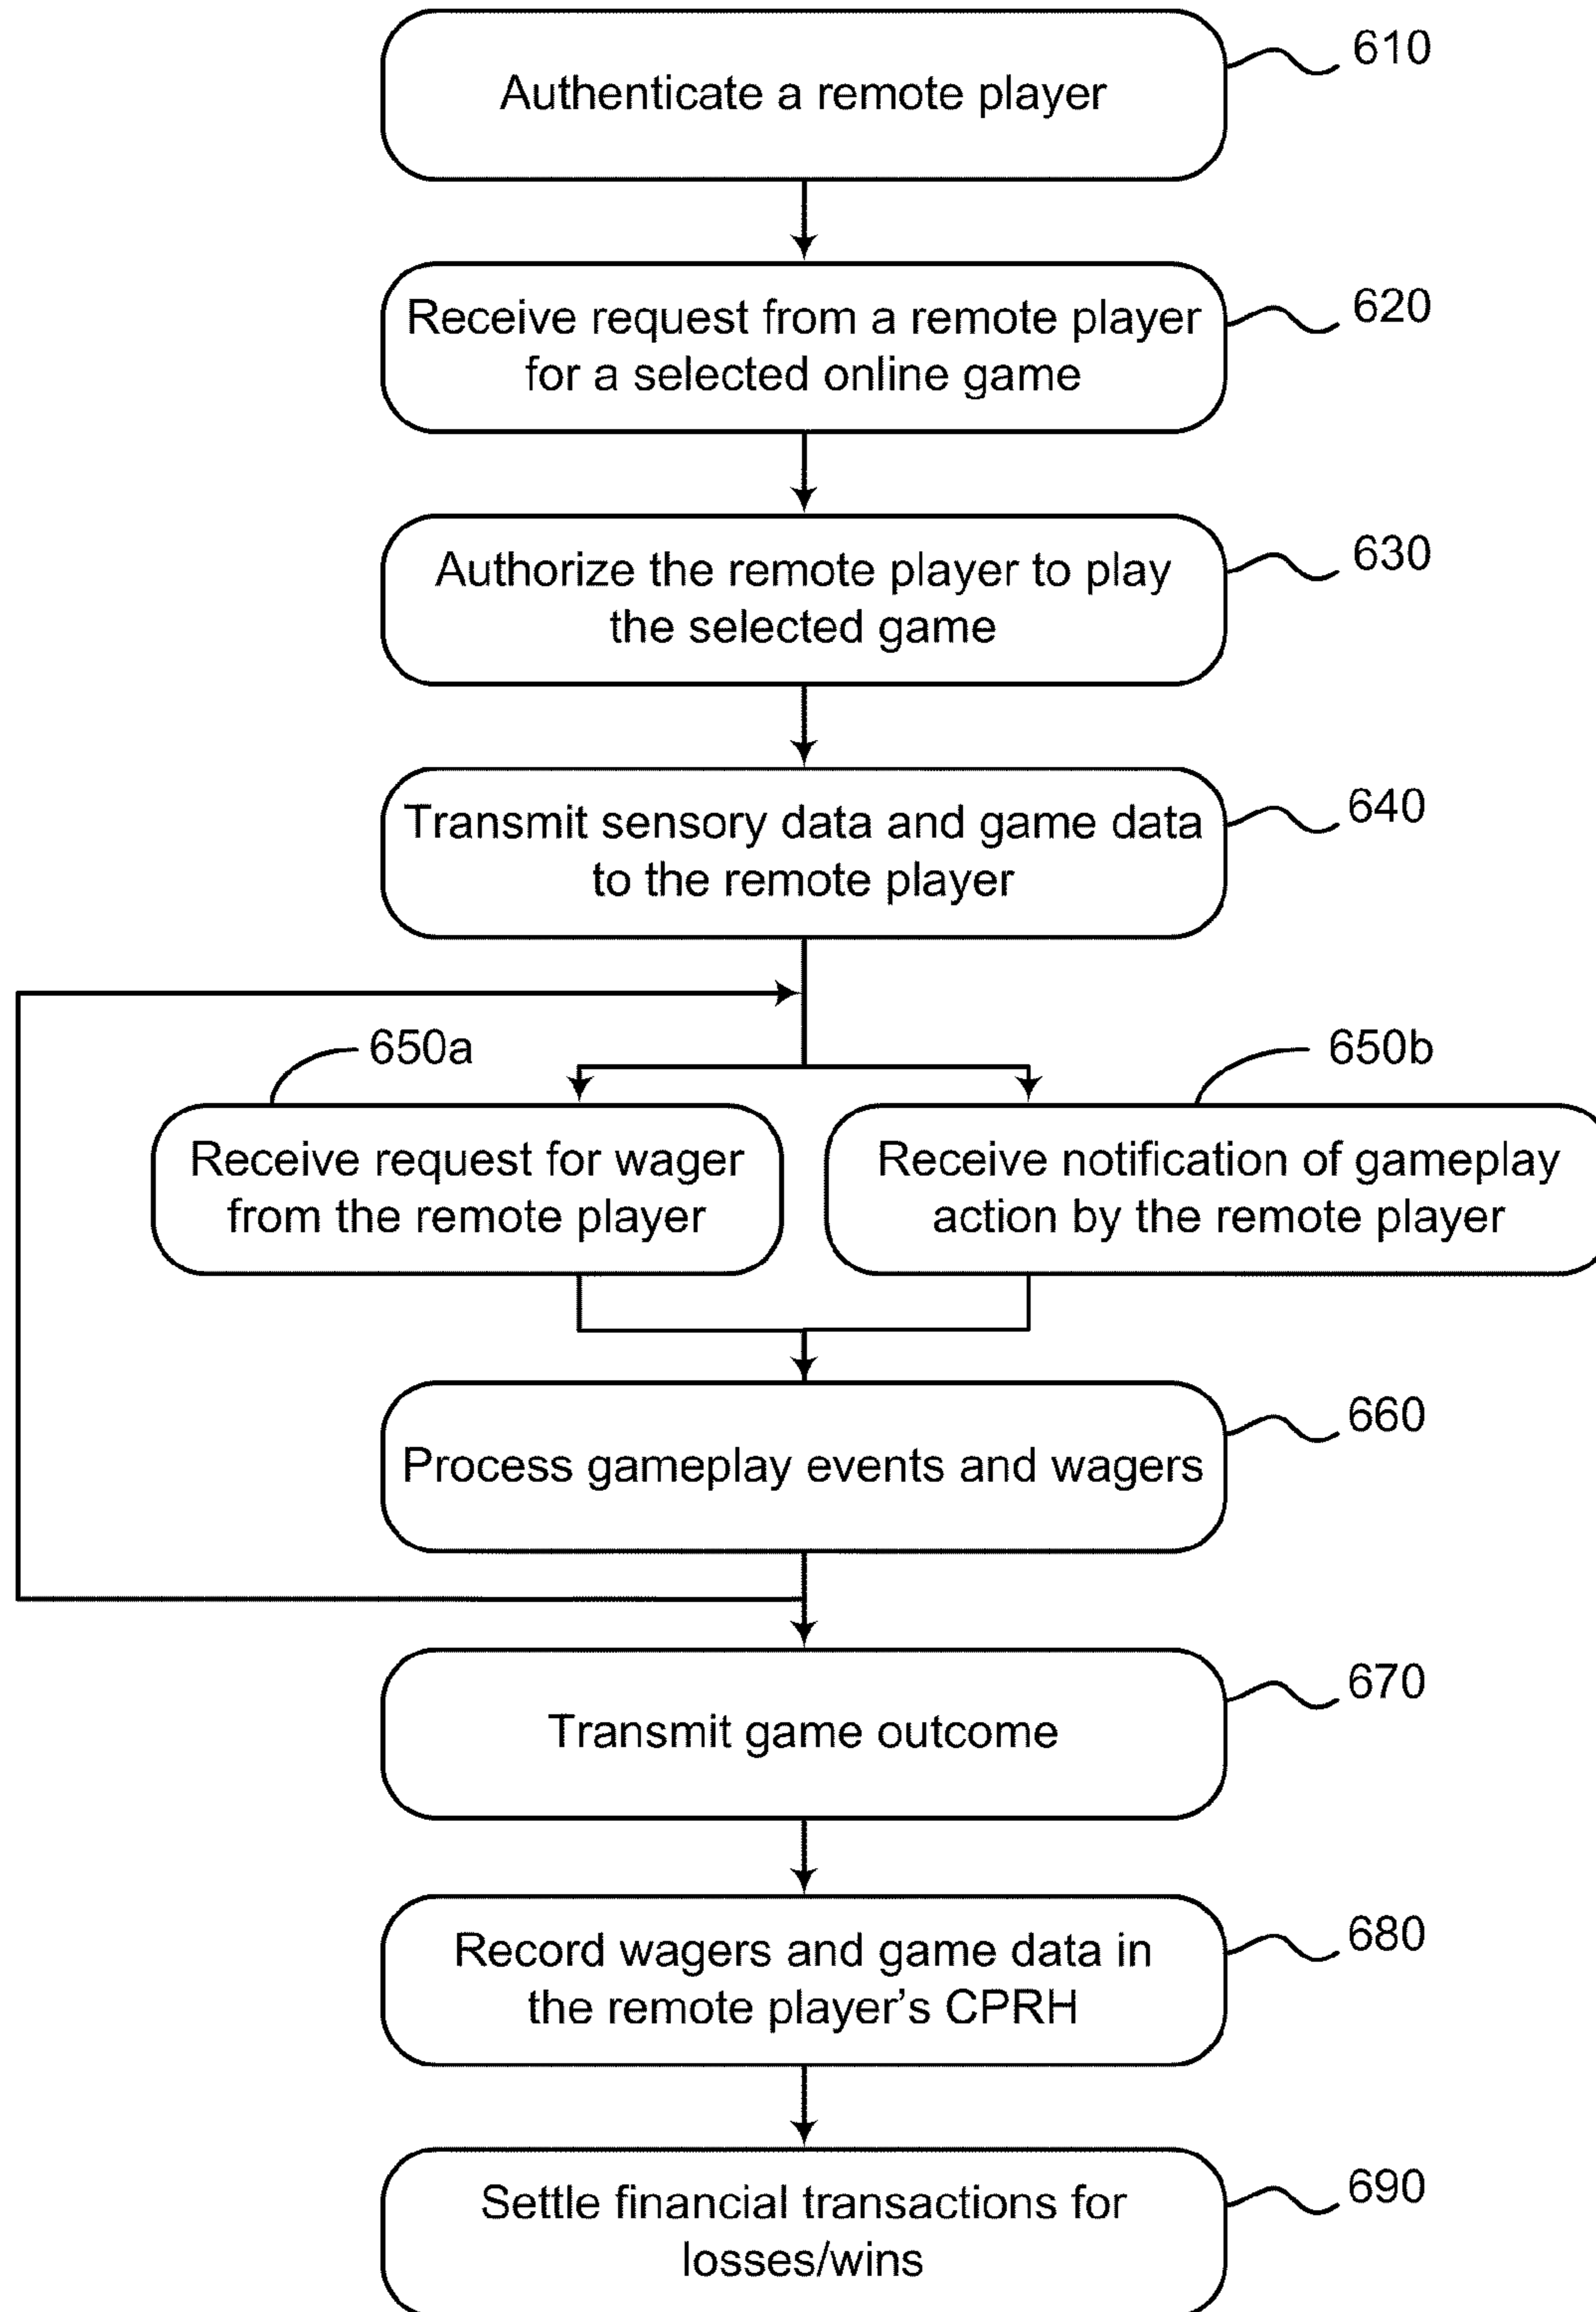 Authenticate a remote player
610
Receive request from a remote player
for a selected online game
620
Authorize the remote player to play
the selected game
630
Transmit sensory data and game data
to the remote player
640
650a
Receive request for wager
from the remote player
650b
Receive notification of gameplay
action by the remote player
Process gameplay events and wagers
660
Transmit game outcome
670
Record wagers and game data in
the remote player’s CPRH
680
Settle financial transactions for
losses/wins
690